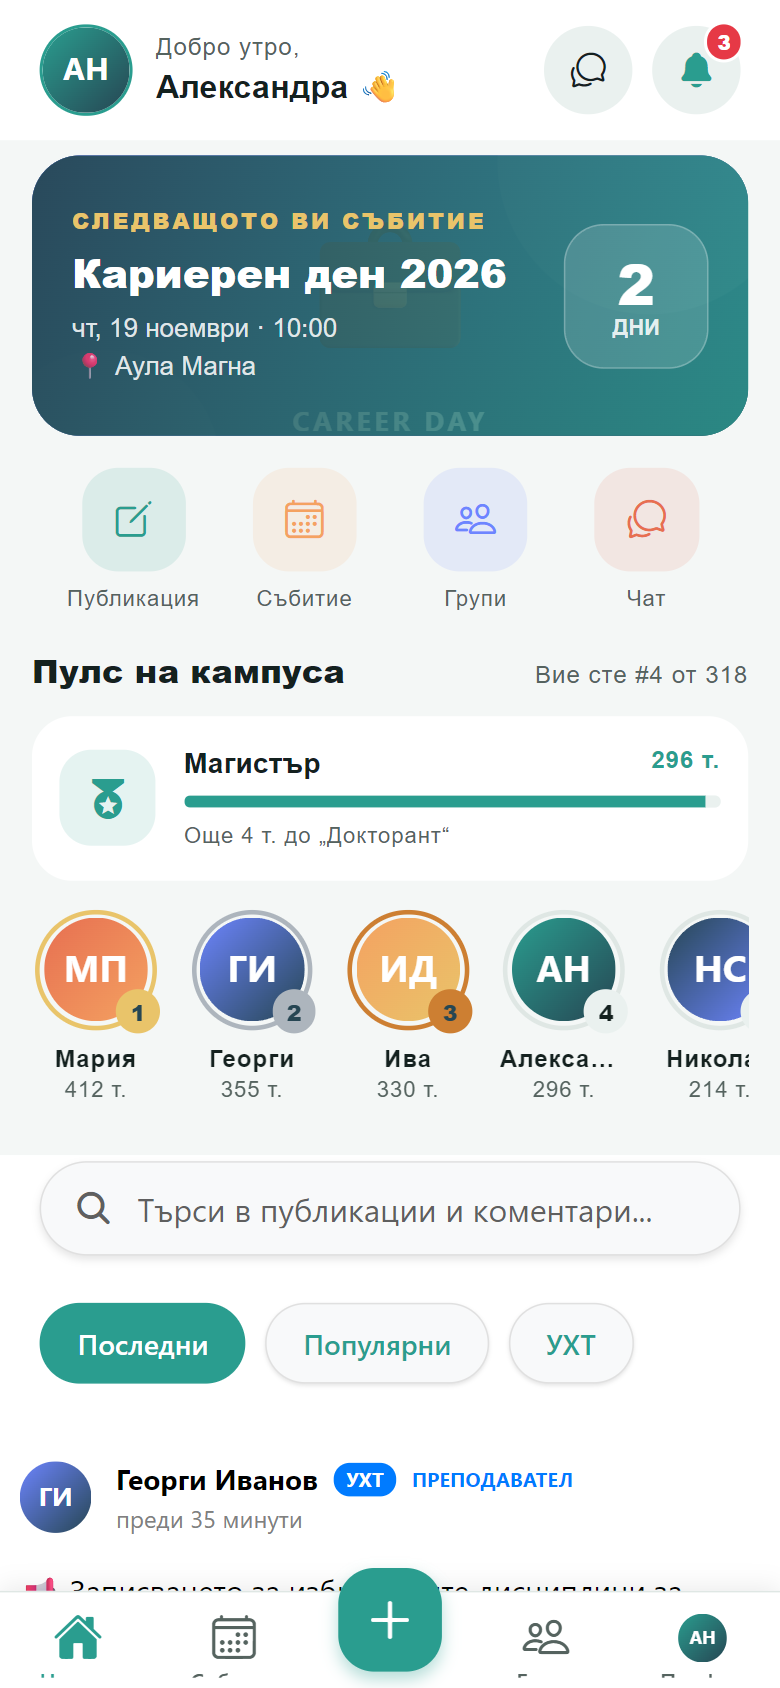 АН
Добро утро,
Александра 👋
3
СЛЕДВАЩОТО ВИ СЪБИТИЕ
Кариерен ден 2026
чт, 19 ноември · 10:00
📍 Аула Магна
2
ДНИ
CAREER DAY
Публикация
Събитие
Групи
Чат
Пулс на кампуса
Вие сте #4 от 318
Магистър
296 т.
Още 4 т. до „Докторант“
МП
1
Мария
412 т.
ГИ
2
Георги
355 т.
ИД
3
Ива
330 т.
АН
4
Алекса...
296 т.
НС
214 т.
Търси в публикации и коментари...
Последни
Популярни
УХТ
ГИ
Георги Иванов УХТ ПРЕПОДАВАТЕЛ
преди 35 минути
АН